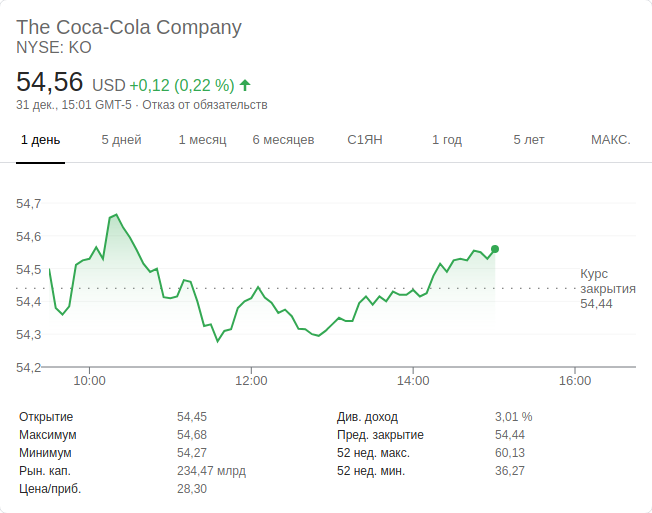 The Coca-Cola Company
NYSE: KO
54,56 USD +0,12 (0,22 %)
31 дек., 15:01 GMT-5 · Отказ от обязательств
1 день 5 дней 1 месяц 6 месяцев С1ЯН 1 год 5 лет МАКС.
54,7
54,6
54,5
54,4
54,3
54,2
Курс
закрытия
54,44
10:00 12:00 14:00 16:00
Открытие 54,45 Див. доход 3,01 %
Максимум 54,68 Пред. закрытие 54,44
Минимум 54,27 52 нед. макс. 60,13
Рын. кап. 234,47 млрд 52 нед. мин. 36,27
Цена/приб. 28,30